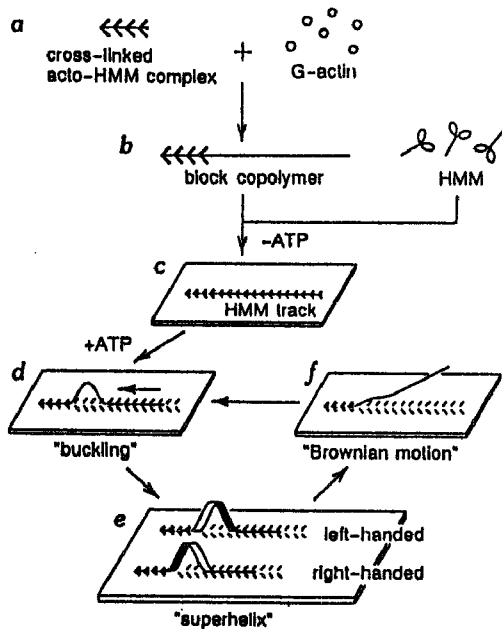 a
cross-linked
acto-HMM complex
+
G-actin
b
block copolymer
HMM
-ATP
c
HMM track
+ATP
d
"buckling"
f
"Brownian motion"
e
left-handed
right-handed
"superhelix"